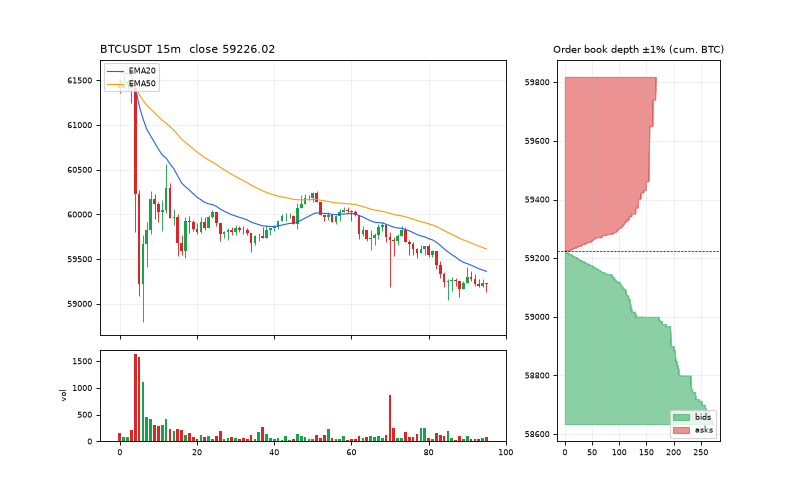 BTCUSDT 15m  close 59226.02
EMA20
EMA50
61500
61000
60500
60000
59500
59000
1500
1000
500
0
vol
0 20 40 60 80 100
Order book depth ±1% (cum. BTC)
59800
59600
59400
59200
59000
58800
58600
bids
asks
0 50 100 150 200 250